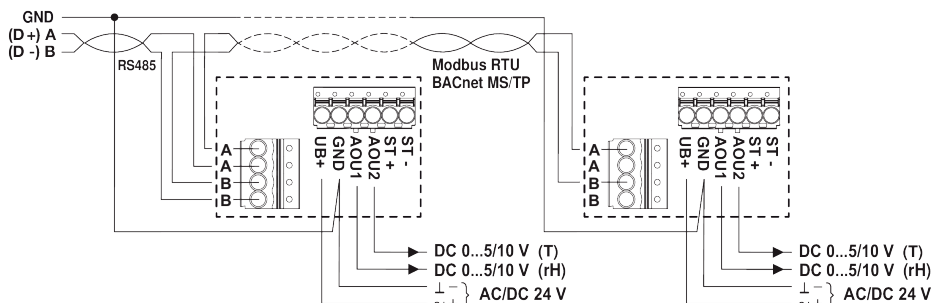 GND
(D+) A
(D -) B
RS485
Modbus RTU
BACnet MS/TP
UB+
GND
AOU1
AOU2
ST +
ST -
A
A
B
B
UB+
GND
AOU1
AOU2
ST +
ST -
A
A
B
B
DC 0...5/10 V (T)
DC 0...5/10 V (rH)
AC/DC 24 V
DC 0...5/10 V (T)
DC 0...5/10 V (rH)
AC/DC 24 V